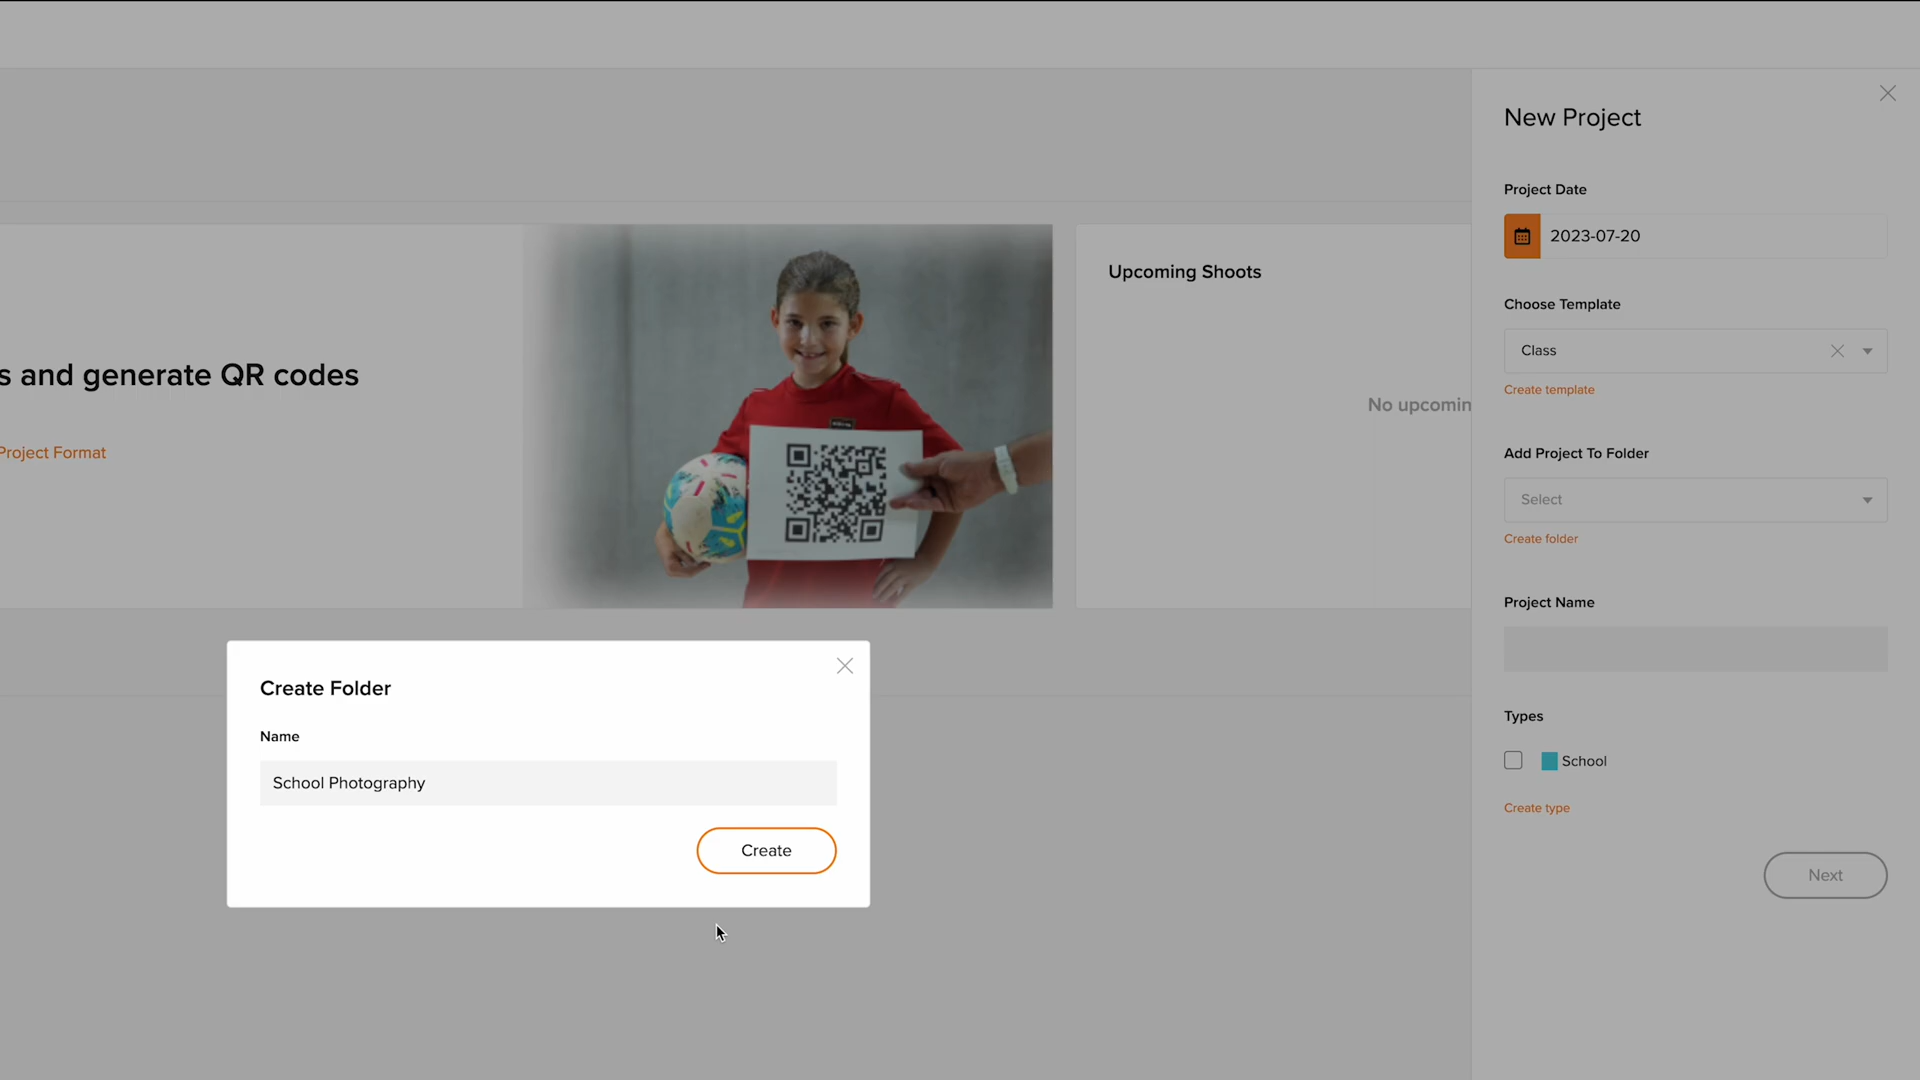 s and generate QR codes
Project Format
Upcoming Shoots
No upcomin
Create Folder
Name
School Photography
Create
New Project
Project Date
2023-07-20
Choose Template
Class
Create template
Add Project To Folder
Select
Create folder
Project Name
Types
School
Create type
Next